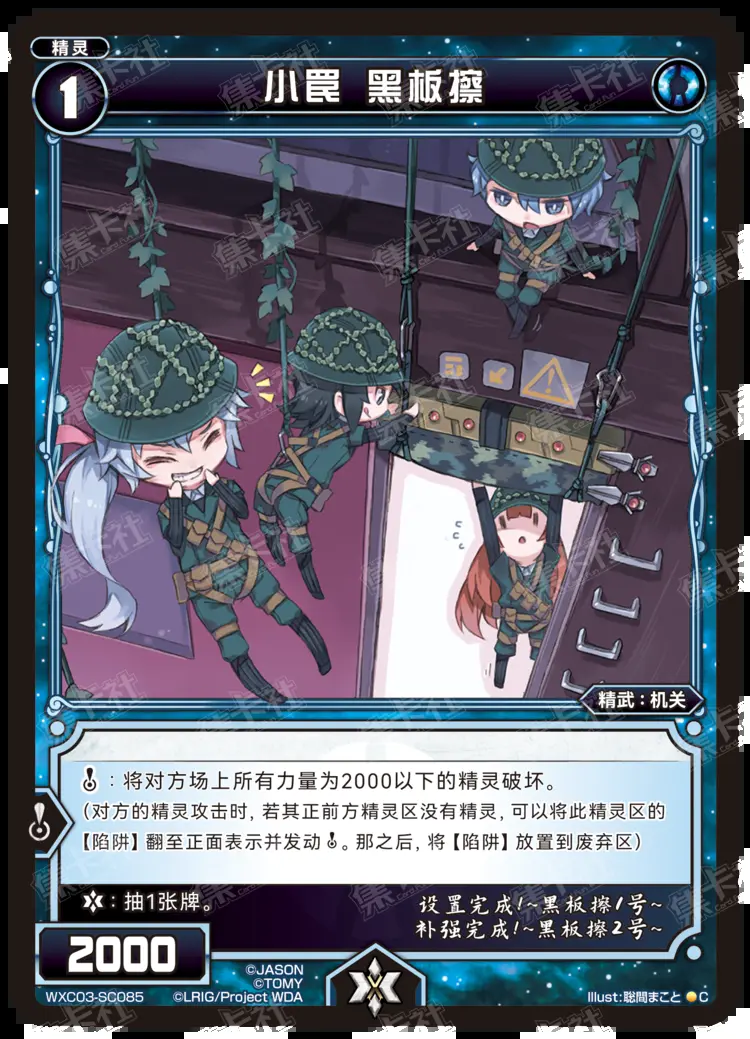 精灵
1
小罠 黑板擦
精武:机关
:将对方场上所有力量为2000以下的精灵破坏。
(对方的精灵攻击时,若其正前方精灵区没有精灵,可以将此精灵区的
【陷阱】翻至正面表示并发动。那之后,将【陷阱】放置到废弃区)
:抽1张牌。
设置完成!~黑板擦1号~
补强完成!~黑板擦2号~
2000
©JASON
©TOMY
WXC03-SC085 ©LRIG/Project WDA
Illust:聡間まこと C
集卡社